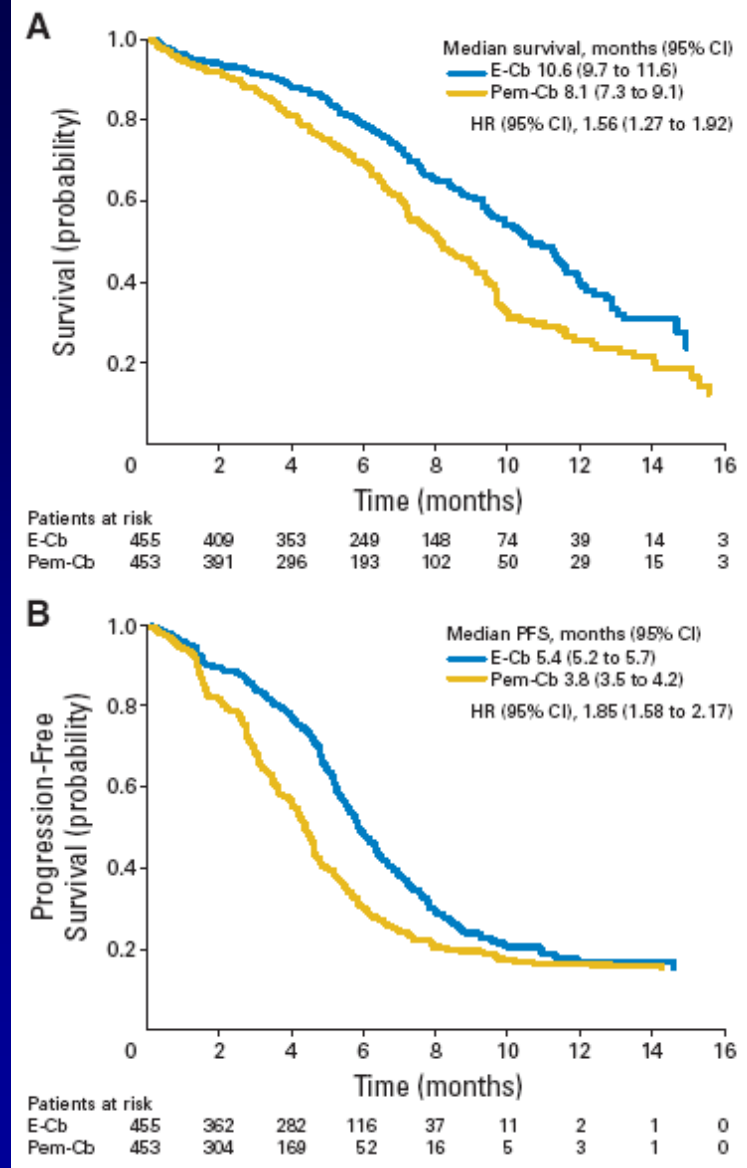 A
Median survival, months (95% CI)
E-Cb 10.6 (9.7 to 11.6)
Pem-Cb 8.1 (7.3 to 9.1)
HR (95% CI), 1.56 (1.27 to 1.92)
Survival (probability)
1.0
0.8
0.6
0.4
0.2
0 2 4 6 8 10 12 14 16
Time (months)
Patients at risk
E-Cb 455 409 353 249 148 74 39 14 3
Pem-Cb 453 391 296 193 102 50 29 15 3
B
Median PFS, months (95% CI)
E-Cb 5.4 (5.2 to 5.7)
Pem-Cb 3.8 (3.5 to 4.2)
HR (95% CI), 1.85 (1.58 to 2.17)
Progression-Free
Survival (probability)
1.0
0.8
0.6
0.4
0.2
0 2 4 6 8 10 12 14 16
Time (months)
Patients at risk
E-Cb 455 362 282 116 37 11 2 1 0
Pem-Cb 453 304 169 52 16 5 3 1 0